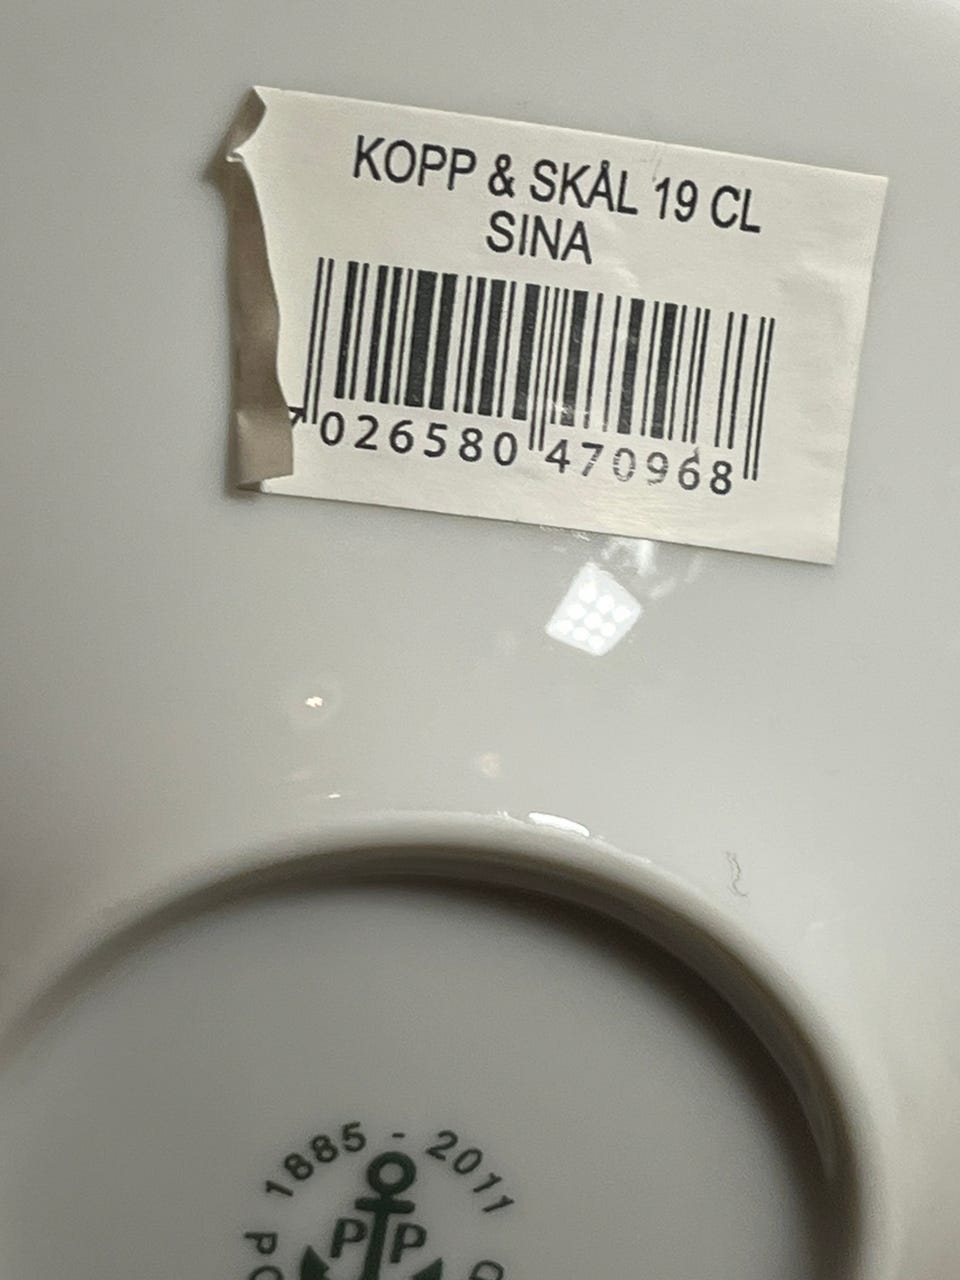 KOPP & SKÅL 19 CL
SINA
7 026580 470968
1885 - 2011
PP